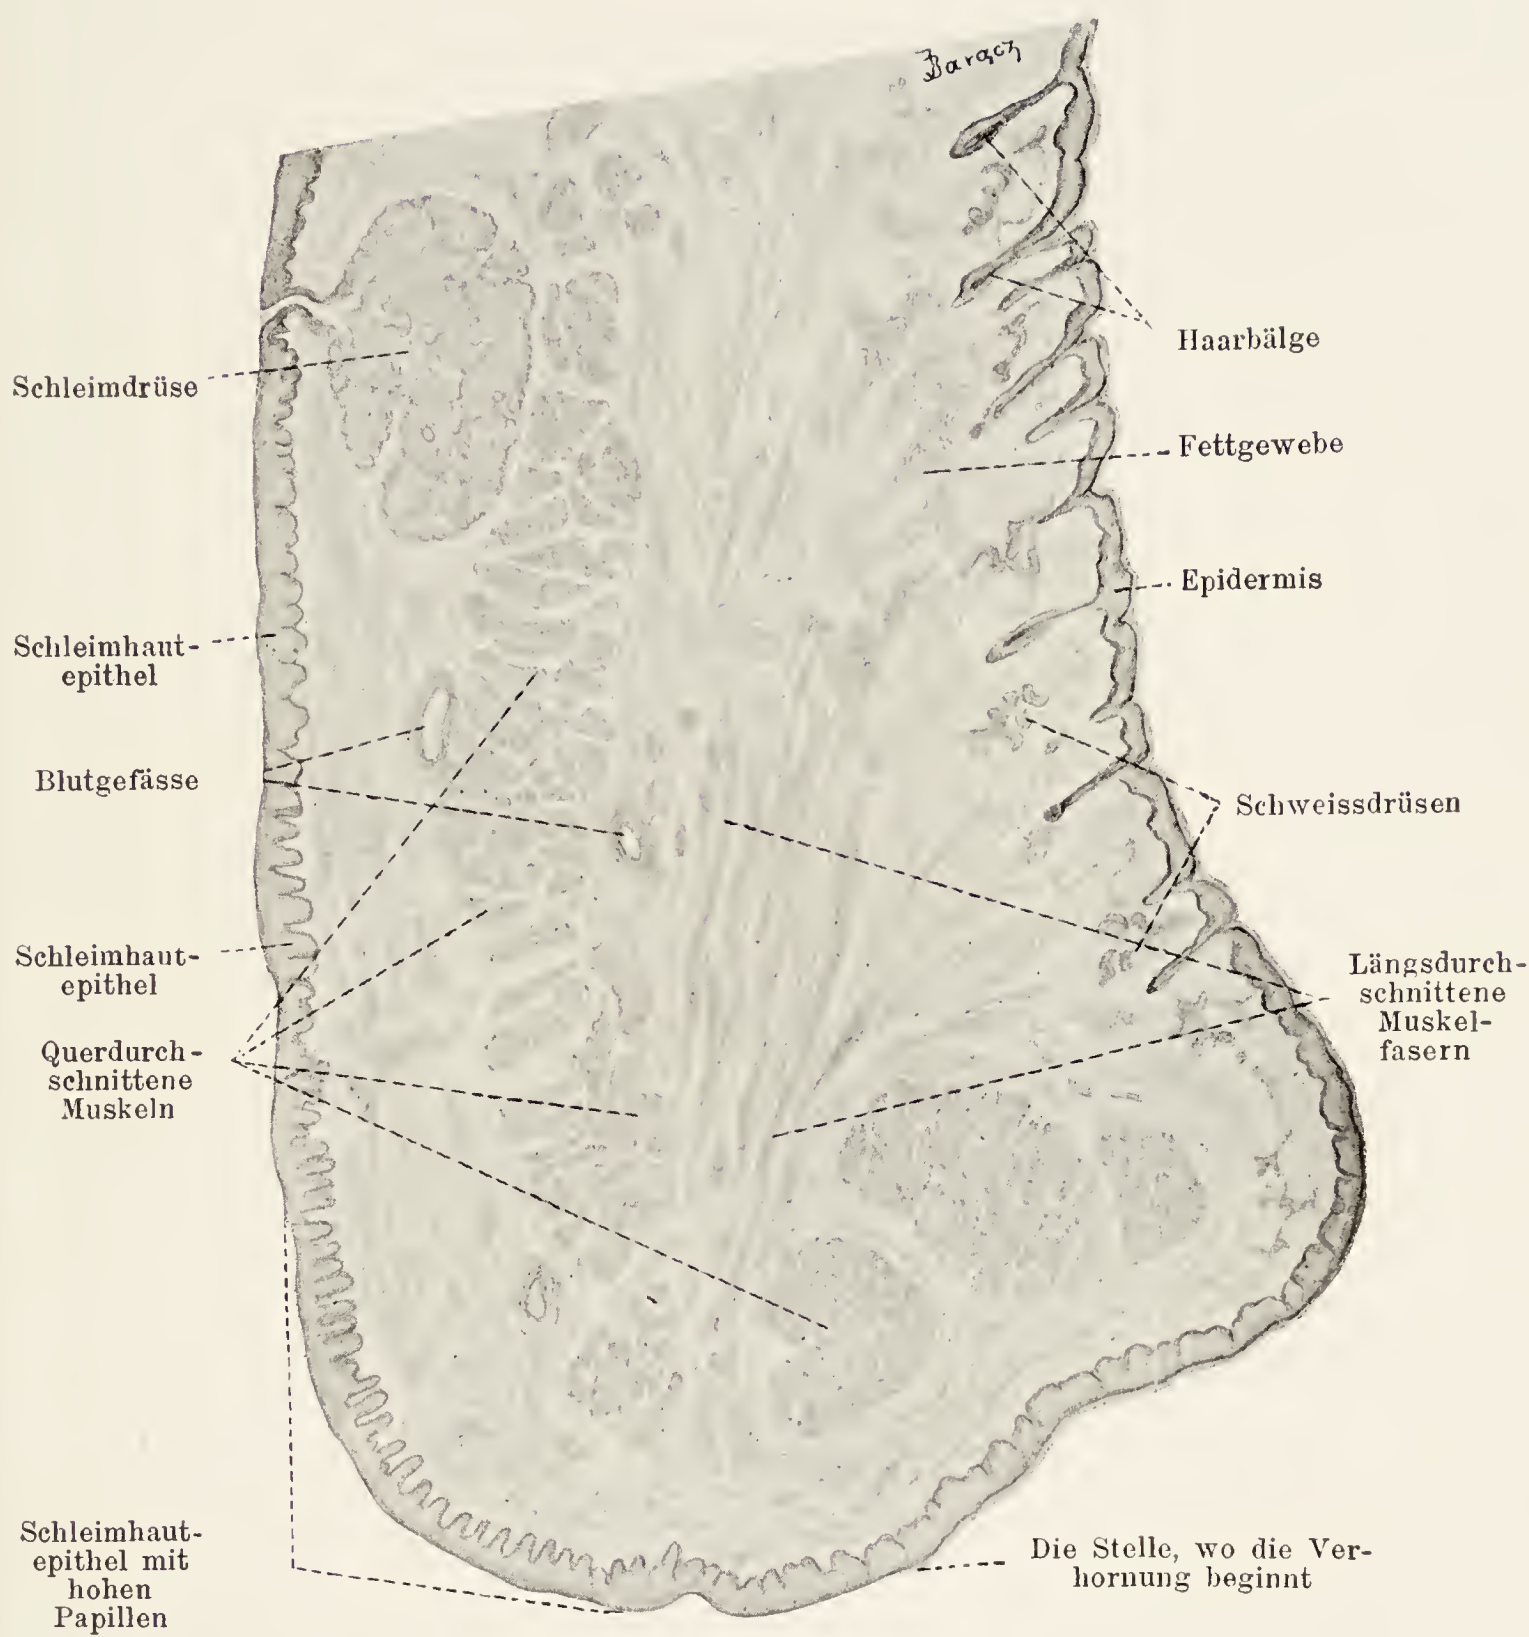 Baracz
Haarbälge
Schleimdrüse
Fettgewebe
Epidermis
Schleimhaut-
epithel
Blutgefässe
Schweissdrüsen
Schleimhaut-
epithel
Längsdurch-
schnittene
Muskel-
fasern
Querdurch-
schnittene
Muskeln
Schleimhaut-
epithel mit
hohen
Papillen
Die Stelle, wo die Ver-
hornung beginnt